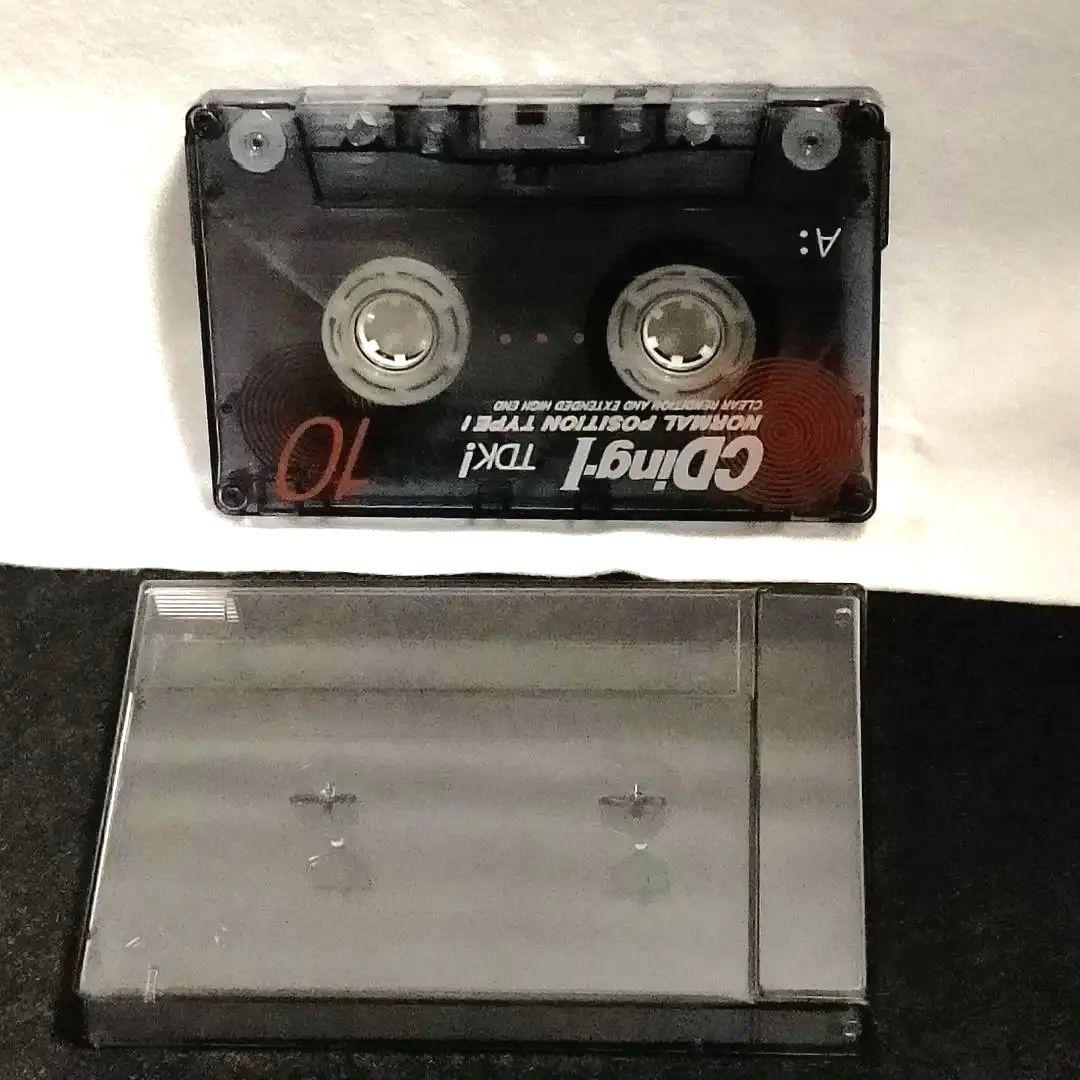 A:
CLEAR RENDITION AND EXTENDED HIGH END
NORMAL POSITION TYPE I
CDing-I TDK!
10